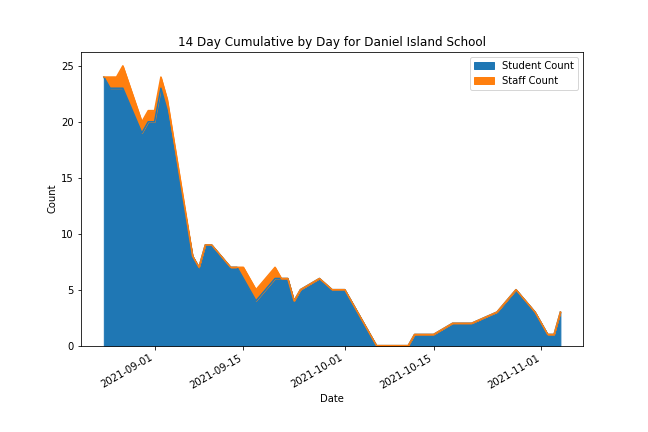 14 Day Cumulative by Day for Daniel Island School
Student Count
Staff Count
25
20
15
10
5
0
Count
2021-09-01
2021-09-15
2021-10-01
2021-10-15
2021-11-01
Date